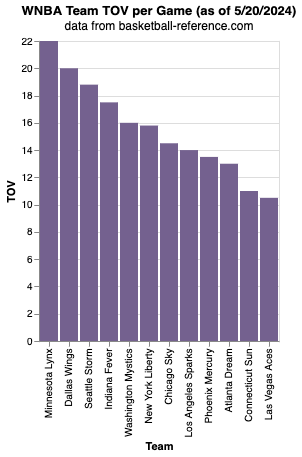 WNBA Team TOV per Game (as of 5/20/2024)
data from basketball-reference.com
22
20
18
16
14
12
10
8
6
4
2
0
TOV
Minnesota Lynx
Dallas Wings
Seattle Storm
Indiana Fever
Washington Mystics
New York Liberty
Chicago Sky
Los Angeles Sparks
Phoenix Mercury
Atlanta Dream
Connecticut Sun
Las Vegas Aces
Team